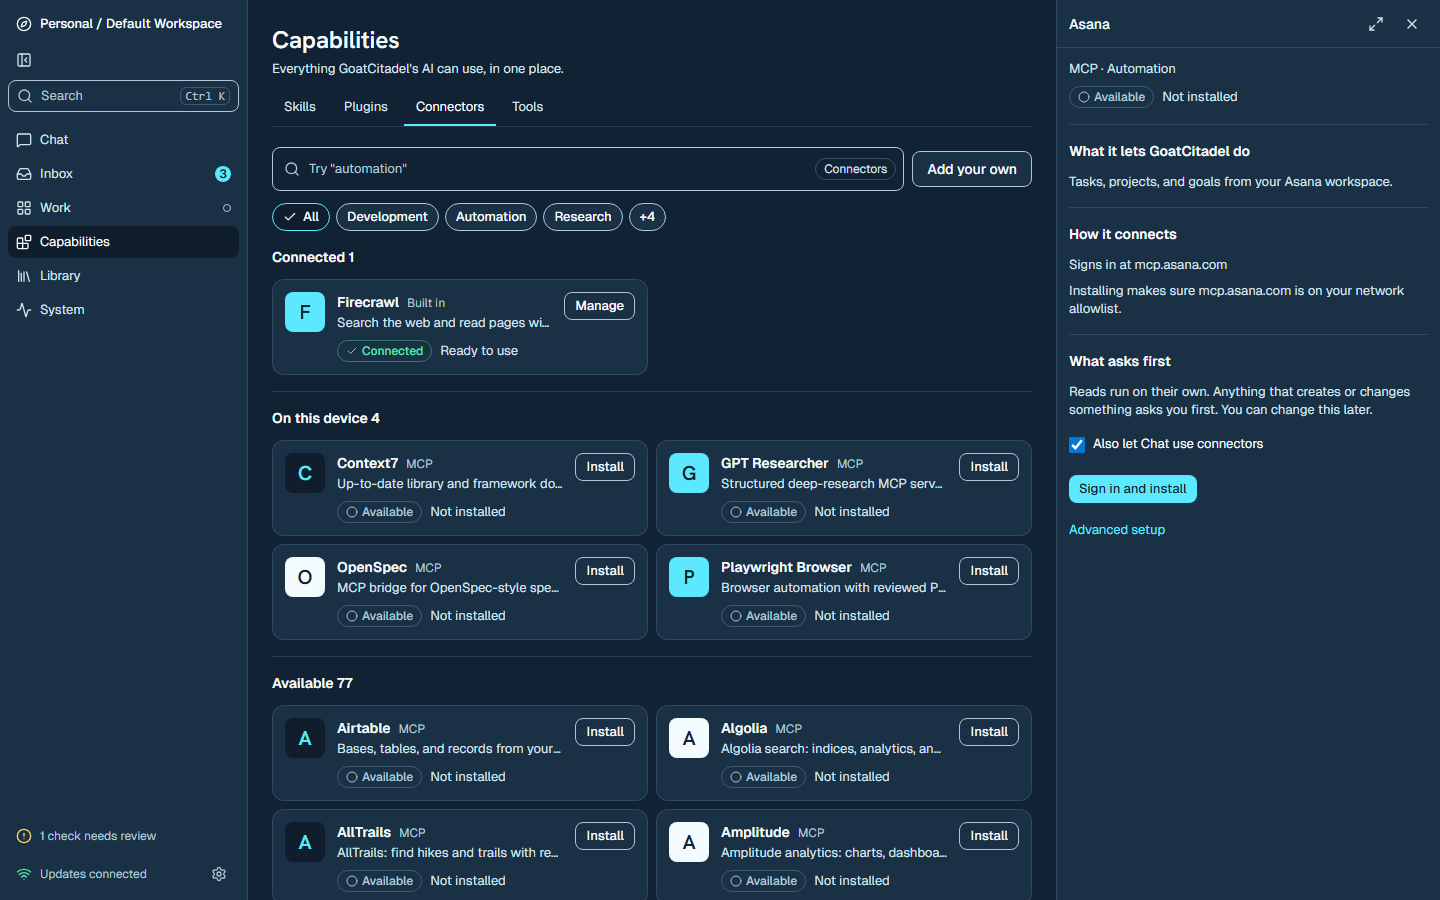 Personal / Default Workspace
Search
Ctrl K
Chat
Inbox
3
Work
Capabilities
Library
System
1 check needs review
Updates connected
Capabilities
Everything GoatCitadel's AI can use, in one place.
Skills
Plugins
Connectors
Tools
Try "automation"
Connectors
Add your own
All
Development
Automation
Research
+4
Connected 1
F
Firecrawl Built in
Search the web and read pages wi...
Connected Ready to use
Manage
On this device 4
C
Context7 MCP
Up-to-date library and framework do...
Available Not installed
Install
G
GPT Researcher MCP
Structured deep-research MCP serv...
Available Not installed
Install
O
OpenSpec MCP
MCP bridge for OpenSpec-style spe...
Available Not installed
Install
P
Playwright Browser MCP
Browser automation with reviewed P...
Available Not installed
Install
Available 77
A
Airtable MCP
Bases, tables, and records from your...
Available Not installed
Install
A
Algolia MCP
Algolia search: indices, analytics, an...
Available Not installed
Install
A
AllTrails MCP
AllTrails: find hikes and trails with re...
Available Not installed
Install
A
Amplitude MCP
Amplitude analytics: charts, dashboa...
Available Not installed
Install
Asana
MCP · Automation
Available Not installed
What it lets GoatCitadel do
Tasks, projects, and goals from your Asana workspace.
How it connects
Signs in at mcp.asana.com
Installing makes sure mcp.asana.com is on your network
allowlist.
What asks first
Reads run on their own. Anything that creates or changes
something asks you first. You can change this later.
Also let Chat use connectors
Sign in and install
Advanced setup